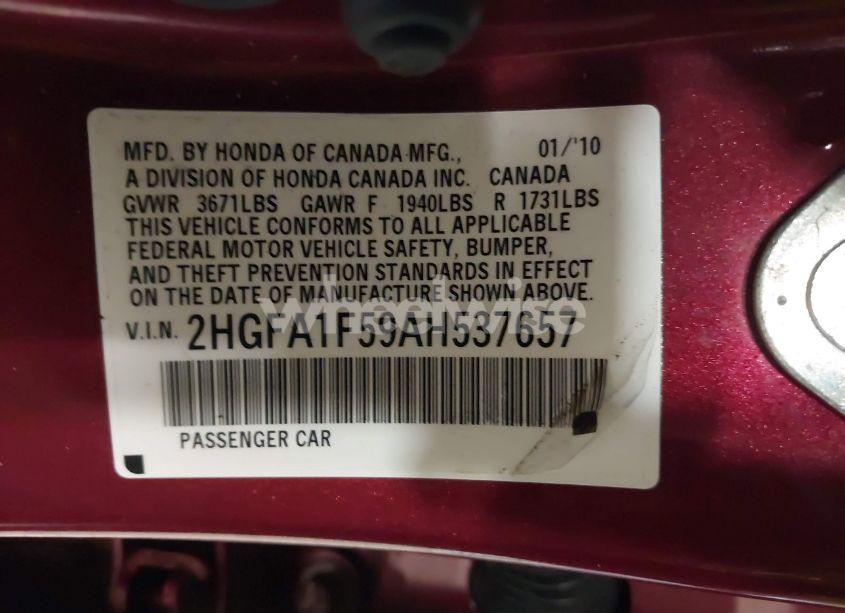 MFD. BY HONDA OF CANADA MFG., 01/'10
A DIVISION OF HONDA CANADA INC. CANADA
GVWR 3671LBS GAWR F 1940LBS R 1731LBS
THIS VEHICLE CONFORMS TO ALL APPLICABLE
FEDERAL MOTOR VEHICLE SAFETY, BUMPER,
AND THEFT PREVENTION STANDARDS IN EFFECT
ON THE DATE OF MANUFACTURE SHOWN ABOVE.
wheelwise
V.I.N. 2HGFA1F59AH537657
PASSENGER CAR